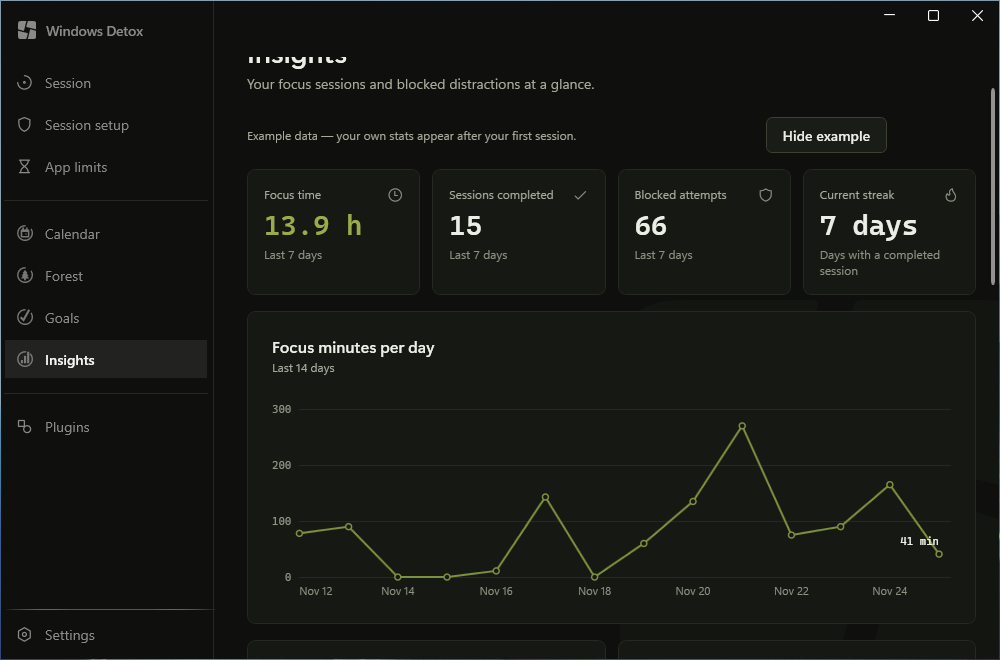 Windows Detox
Session
Session setup
App limits
Calendar
Forest
Goals
Insights
Plugins
Settings
Insights
Your focus sessions and blocked distractions at a glance.
Example data — your own stats appear after your first session.
Hide example
Focus time
13.9 h
Last 7 days
Sessions completed
15
Last 7 days
Blocked attempts
66
Last 7 days
Current streak
7 days
Days with a completed
session
Focus minutes per day
Last 14 days
300
200
100
0
41 min
Nov 12
Nov 14
Nov 16
Nov 18
Nov 20
Nov 22
Nov 24